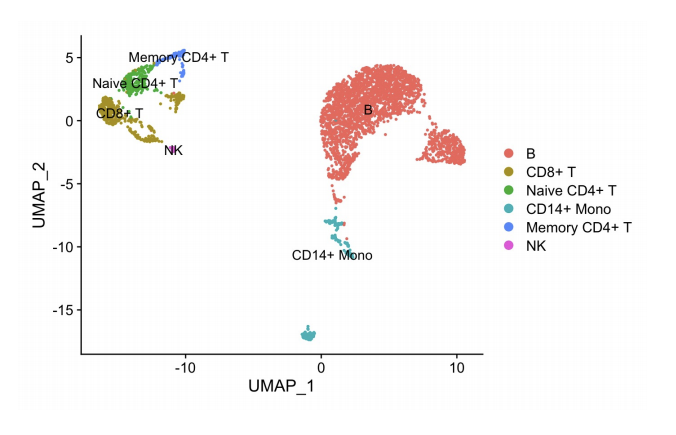 5
0
-5
-10
-15
UMAP_2
Memory CD4+ T
Naive CD4+ T
CD8+ T
NK
B
CD14+ Mono
-10
0
10
UMAP_1
B
CD8+ T
Naive CD4+ T
CD14+ Mono
Memory CD4+ T
NK